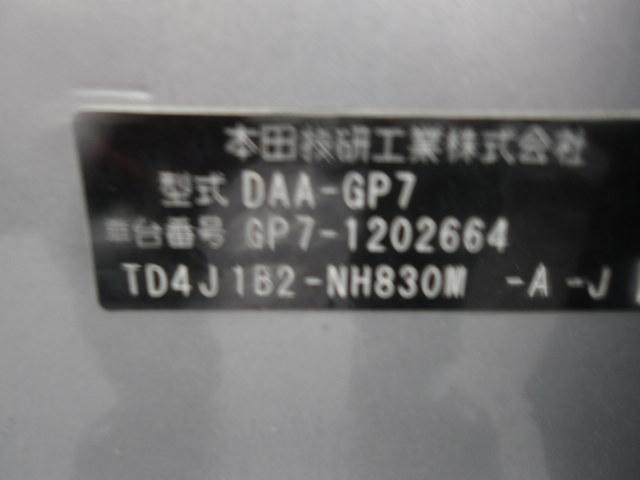 本田技研工業株式会社
型式 DAA-GP7
車台番号 GP7-1202664
TD4J1B2-NH830M -A-J